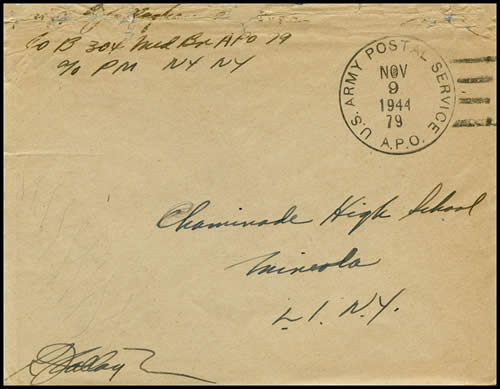 Co B 304 Med Bn APO 79
c/o PM NY NY
U.S. ARMY POSTAL SERVICE
NOV
9
1944
79
A.P.O.
Chaminade High School
Mineola
L. I. N.Y.